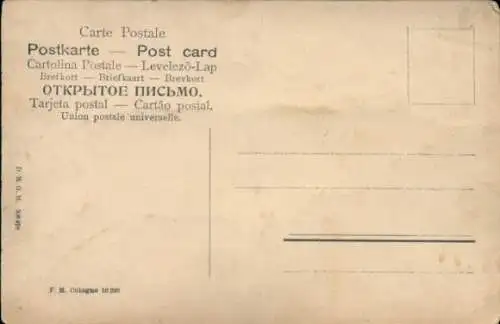 Carte Postale
Postkarte — Post card
Cartolina Postale — Levelező-Lap
Brefkort — Briefkaart — Brevkort
ОТКРЫТОЕ ПИСЬМО.
Tarjeta postal — Cartão postal.
Union postale universelle.
D. R. G. M.
F. M. Cologne